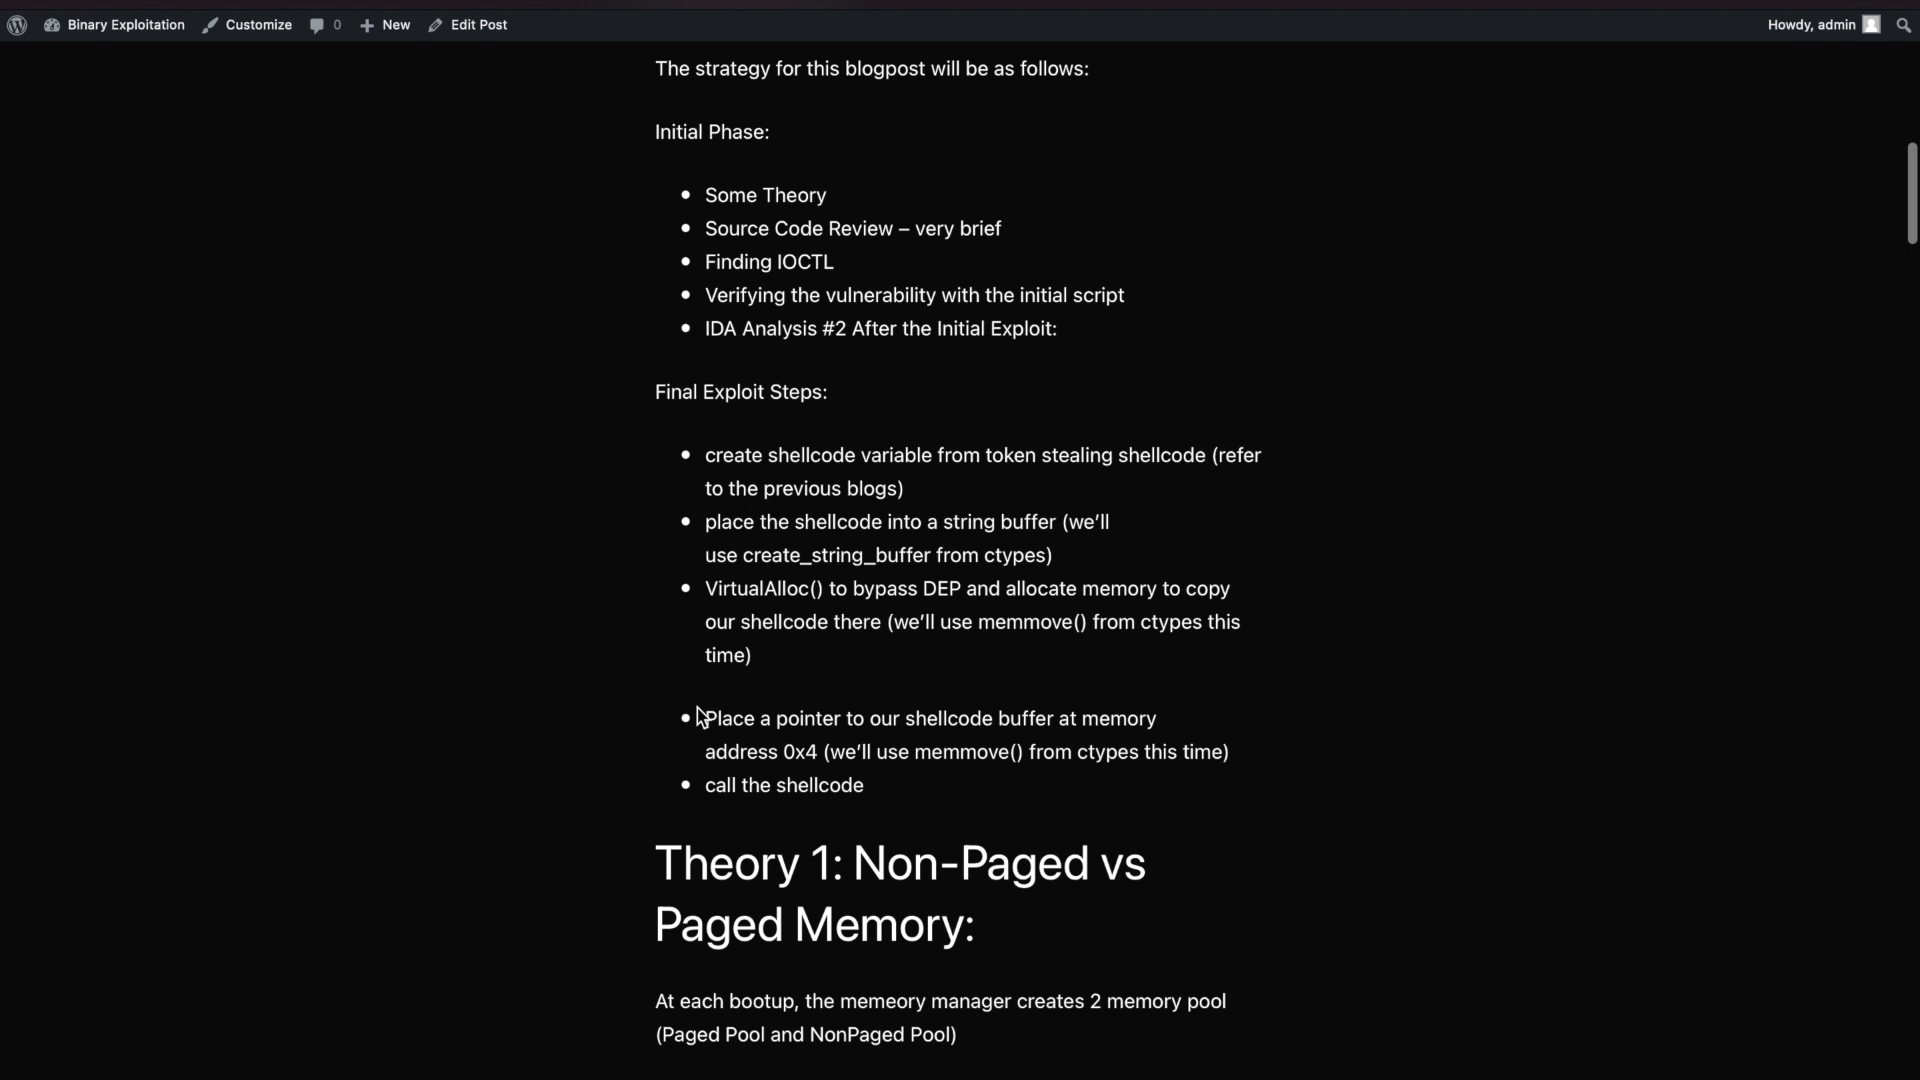 Binary Exploitation Customize 0 New Edit Post Howdy, admin
The strategy for this blogpost will be as follows:
Initial Phase:
Some Theory
Source Code Review – very brief
Finding IOCTL
Verifying the vulnerability with the initial script
IDA Analysis #2 After the Initial Exploit:
Final Exploit Steps:
create shellcode variable from token stealing shellcode (refer
to the previous blogs)
place the shellcode into a string buffer (we’ll
use create_string_buffer from ctypes)
VirtualAlloc() to bypass DEP and allocate memory to copy
our shellcode there (we’ll use memmove() from ctypes this
time)
Place a pointer to our shellcode buffer at memory
address 0x4 (we’ll use memmove() from ctypes this time)
call the shellcode
Theory 1: Non-Paged vs
Paged Memory:
At each bootup, the memeory manager creates 2 memory pool
(Paged Pool and NonPaged Pool)